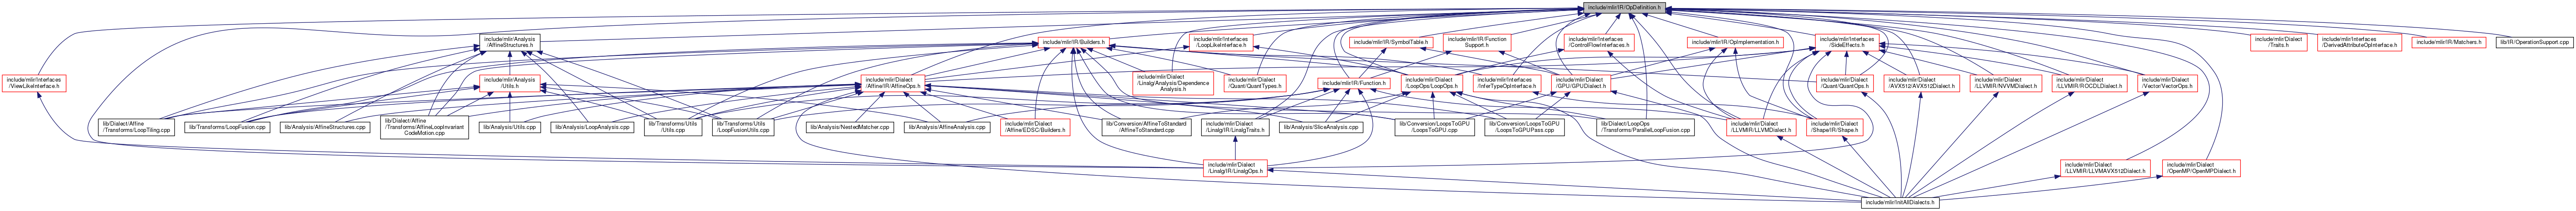 include/mlir/IR/OpDefinition.h
include/mlir/Analysis
/AffineStructures.h
include/mlir/IR/Builders.h
include/mlir/Interfaces
/LoopLikeInterface.h
include/mlir/IR/SymbolTable.h
include/mlir/IR/Function
Support.h
include/mlir/Interfaces
/ControlFlowInterfaces.h
include/mlir/IR/OpImplementation.h
include/mlir/Interfaces
/SideEffects.h
include/mlir/Dialect
/Traits.h
include/mlir/Interfaces
/DerivedAttributeOpInterface.h
include/mlir/IR/Matchers.h
lib/IR/OperationSupport.cpp
include/mlir/Interfaces
/ViewLikeInterface.h
include/mlir/Analysis
/Utils.h
include/mlir/Dialect
/Affine/IR/AffineOps.h
include/mlir/Dialect
/Linalg/Analysis/Dependence
Analysis.h
include/mlir/Dialect
/Quant/QuantTypes.h
include/mlir/IR/Function.h
include/mlir/Dialect
/LoopOps/LoopOps.h
include/mlir/Interfaces
/InferTypeOpInterface.h
include/mlir/Dialect
/GPU/GPUDialect.h
include/mlir/Dialect
/Quant/QuantOps.h
include/mlir/Dialect
/AVX512/AVX512Dialect.h
include/mlir/Dialect
/LLVMIR/NVVMDialect.h
include/mlir/Dialect
/LLVMIR/ROCDLDialect.h
include/mlir/Dialect
/Vector/VectorOps.h
lib/Dialect/Affine
/Transforms/LoopTiling.cpp
lib/Transforms/LoopFusion.cpp
lib/Analysis/AffineStructures.cpp
lib/Dialect/Affine
/Transforms/AffineLoopInvariant
CodeMotion.cpp
lib/Analysis/Utils.cpp
lib/Analysis/LoopAnalysis.cpp
lib/Transforms/Utils
/Utils.cpp
lib/Transforms/Utils
/LoopFusionUtils.cpp
lib/Analysis/NestedMatcher.cpp
lib/Analysis/AffineAnalysis.cpp
include/mlir/Dialect
/Affine/EDSC/Builders.h
lib/Conversion/AffineToStandard
/AffineToStandard.cpp
include/mlir/Dialect
/Linalg/IR/LinalgTraits.h
lib/Analysis/SliceAnalysis.cpp
lib/Conversion/LoopsToGPU
/LoopsToGPU.cpp
lib/Conversion/LoopsToGPU
/LoopsToGPUPass.cpp
lib/Dialect/LoopOps
/Transforms/ParallelLoopFusion.cpp
include/mlir/Dialect
/LLVMIR/LLVMDialect.h
include/mlir/Dialect
/Shape/IR/Shape.h
include/mlir/Dialect
/Linalg/IR/LinalgOps.h
include/mlir/Dialect
/LLVMIR/LLVMAVX512Dialect.h
include/mlir/Dialect
/OpenMP/OpenMPDialect.h
include/mlir/InitAllDialects.h